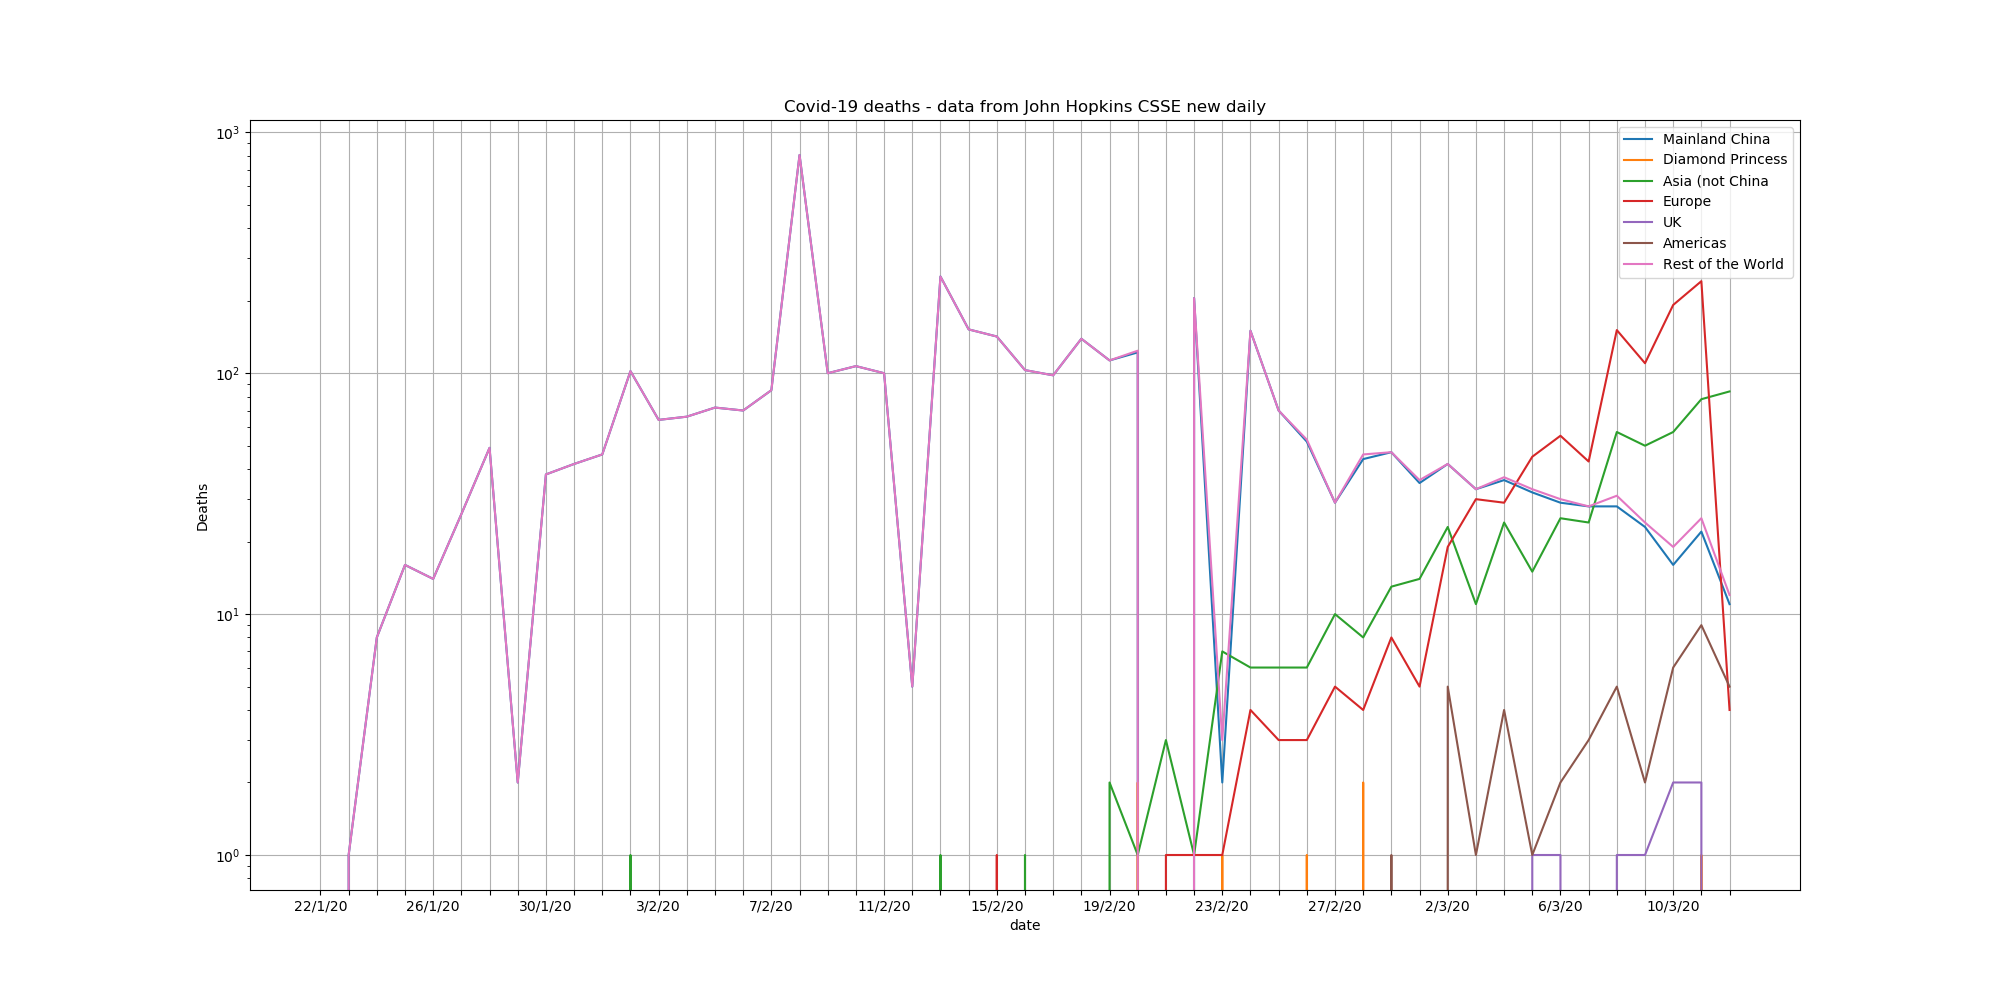 Covid-19 deaths - data from John Hopkins CSSE new daily
10³
10²
10¹
10⁰
Deaths
Mainland China
Diamond Princess
Asia (not China
Europe
UK
Americas
Rest of the World
22/1/20 26/1/20 30/1/20 3/2/20 7/2/20 11/2/20 15/2/20 19/2/20 23/2/20 27/2/20 2/3/20 6/3/20 10/3/20
date